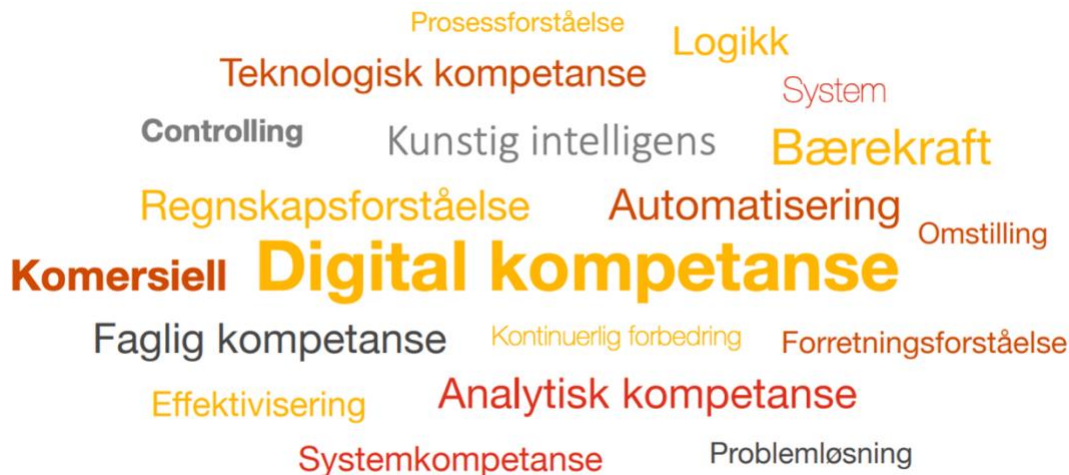 Prosessforståelse
Logikk
Teknologisk kompetanse
System
Controlling
Kunstig intelligens
Bærekraft
Regnskapsforståelse
Automatisering
Omstilling
Komersiell
Digital kompetanse
Faglig kompetanse
Kontinuerlig forbedring
Forretningsforståelse
Effektivisering
Analytisk kompetanse
Systemkompetanse
Problemløsning